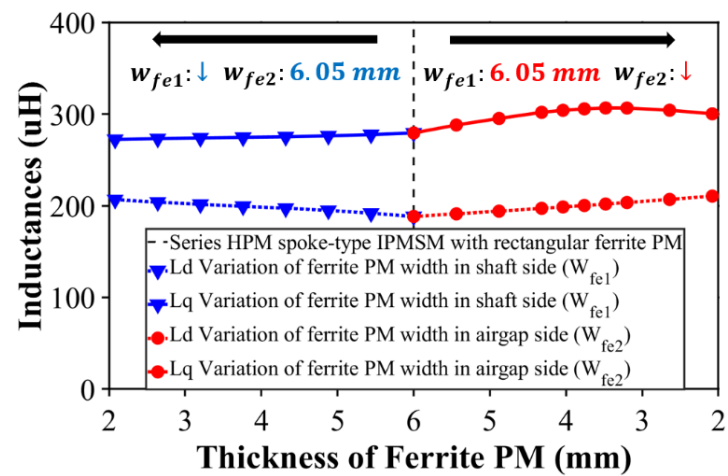 400
300
200
100
0
Inductances (uH)
w_fe1:↓ w_fe2:6.05 mm
w_fe1:6.05 mm w_fe2:↓
Series HPM spoke-type IPMSM with rectangular ferrite PM
Ld Variation of ferrite PM width in shaft side (W_fe1)
Lq Variation of ferrite PM width in shaft side (W_fe1)
Ld Variation of ferrite PM width in airgap side (W_fe2)
Lq Variation of ferrite PM width in airgap side (W_fe2)
2 3 4 5 6 5 4 3 2
Thickness of Ferrite PM (mm)